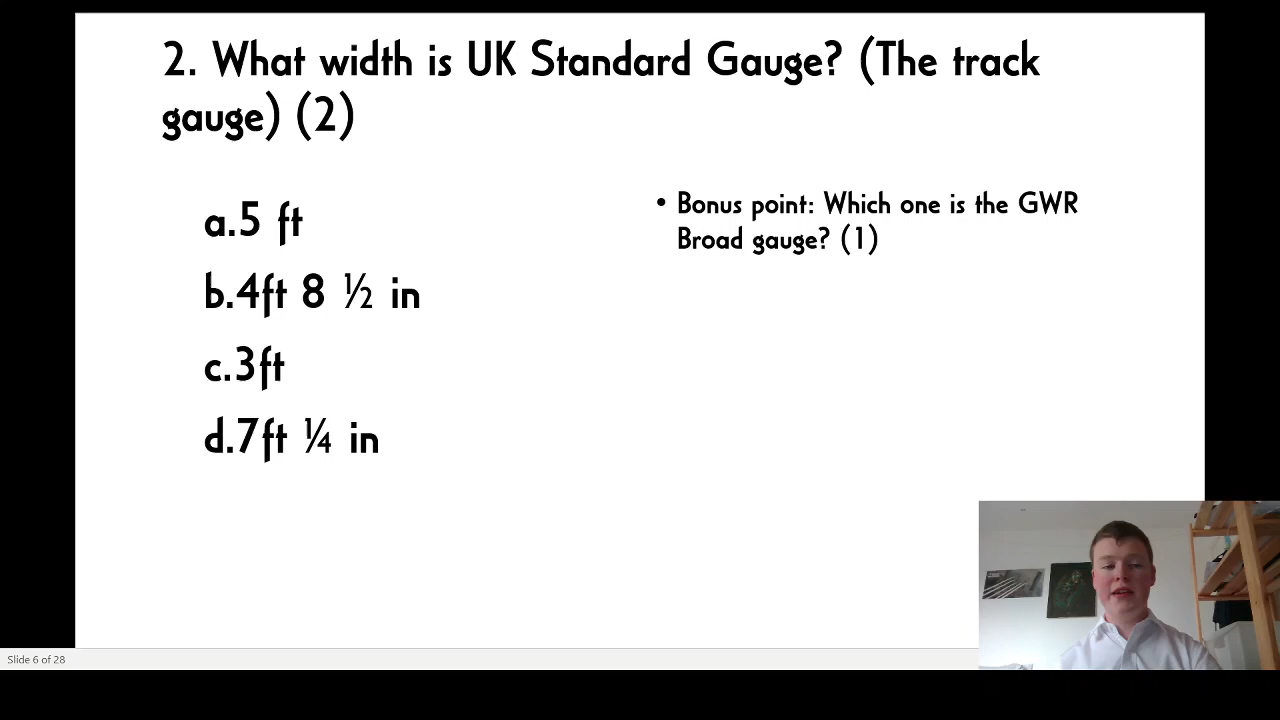 2. What width is UK Standard Gauge? (The track
gauge) (2)
a.5 ft
b.4ft 8 ½ in
c.3ft
d.7ft ¼ in
• Bonus point: Which one is the GWR
Broad gauge? (1)
Slide 6 of 28